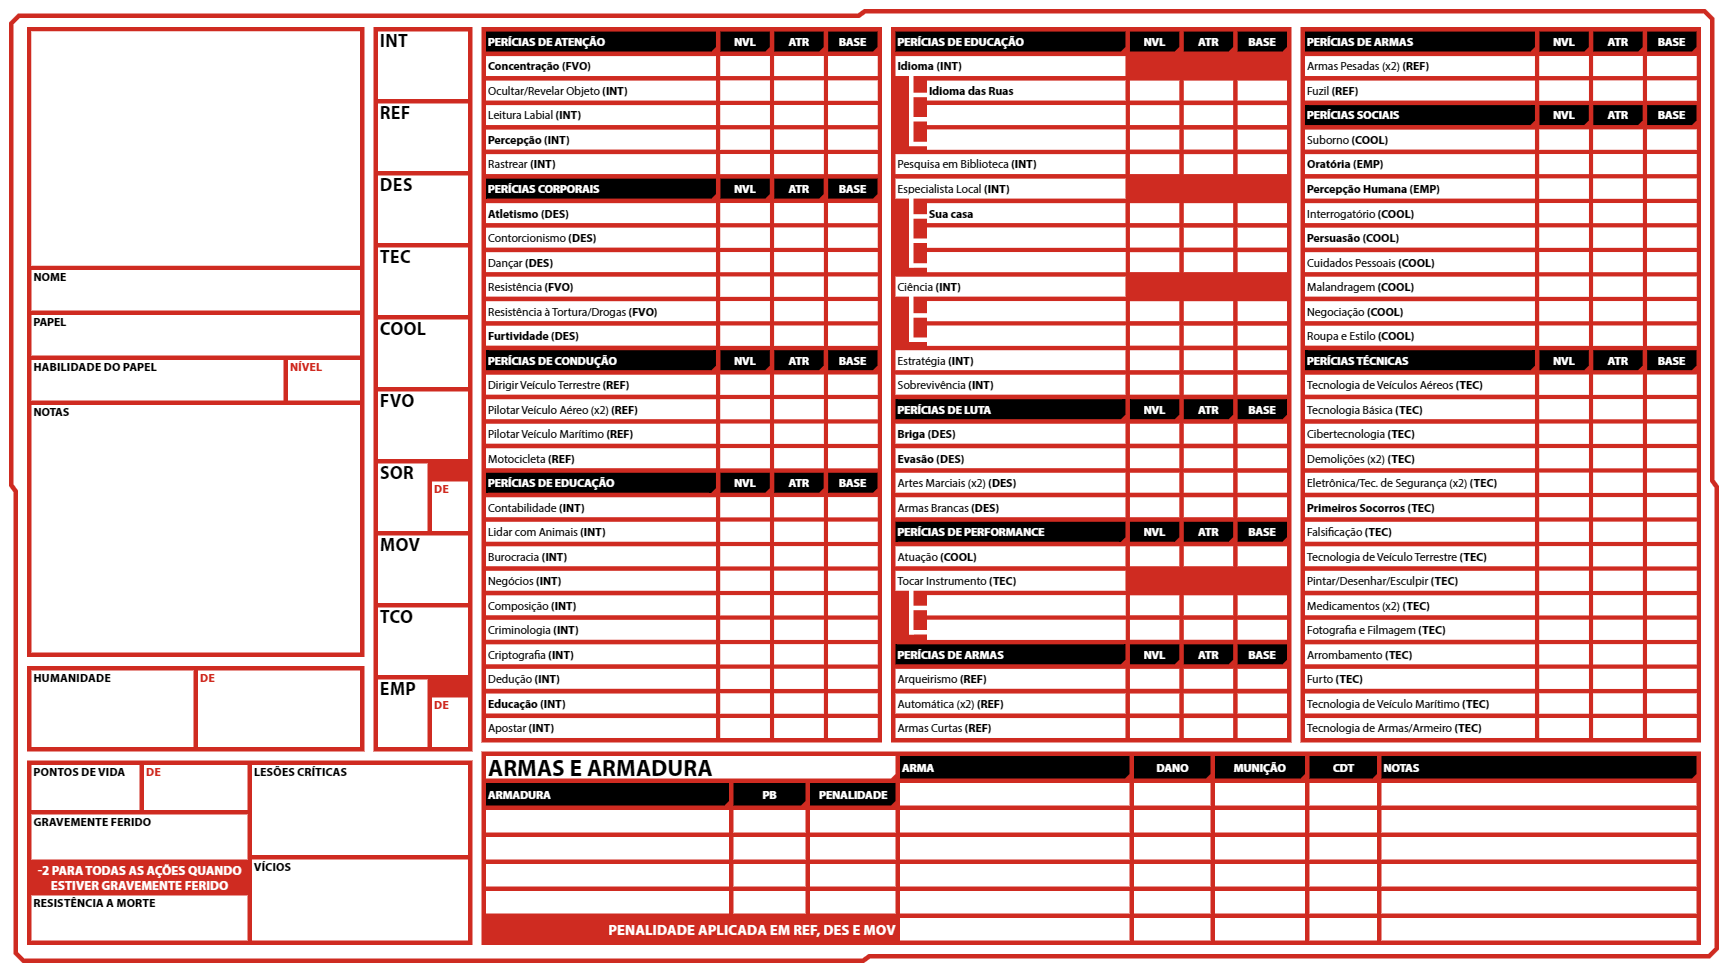 NOME
PAPEL
HABILIDADE DO PAPEL NÍVEL
NOTAS
HUMANIDADE DE
PONTOS DE VIDA DE
GRAVEMENTE FERIDO
-2 PARA TODAS AS AÇÕES QUANDO
ESTIVER GRAVEMENTE FERIDO
RESISTÊNCIA A MORTE
LESÕES CRÍTICAS
VÍCIOS
INT
REF
DES
TEC
COOL
FVO
SOR
DE
MOV
TCO
EMP
DE
PERÍCIAS DE ATENÇÃO NVL ATR BASE
Concentração (FVO)
Ocultar/Revelar Objeto (INT)
Leitura Labial (INT)
Percepção (INT)
Rastrear (INT)
PERÍCIAS CORPORAIS NVL ATR BASE
Atletismo (DES)
Contorcionismo (DES)
Dançar (DES)
Resistência (FVO)
Resistência à Tortura/Drogas (FVO)
Furtividade (DES)
PERÍCIAS DE CONDUÇÃO NVL ATR BASE
Dirigir Veículo Terrestre (REF)
Pilotar Veículo Aéreo (x2) (REF)
Pilotar Veículo Marítimo (REF)
Motocicleta (REF)
PERÍCIAS DE EDUCAÇÃO NVL ATR BASE
Contabilidade (INT)
Lidar com Animais (INT)
Burocracia (INT)
Negócios (INT)
Composição (INT)
Criminologia (INT)
Criptografia (INT)
Dedução (INT)
Educação (INT)
Apostar (INT)
PERÍCIAS DE EDUCAÇÃO NVL ATR BASE
Idioma (INT)
Idioma das Ruas
Pesquisa em Biblioteca (INT)
Especialista Local (INT)
Sua casa
Ciência (INT)
Estratégia (INT)
Sobrevivência (INT)
PERÍCIAS DE LUTA NVL ATR BASE
Briga (DES)
Evasão (DES)
Artes Marciais (x2) (DES)
Armas Brancas (DES)
PERÍCIAS DE PERFORMANCE NVL ATR BASE
Atuação (COOL)
Tocar Instrumento (TEC)
PERÍCIAS DE ARMAS NVL ATR BASE
Arqueirismo (REF)
Automática (x2) (REF)
Armas Curtas (REF)
PERÍCIAS DE ARMAS NVL ATR BASE
Armas Pesadas (x2) (REF)
Fuzil (REF)
PERÍCIAS SOCIAIS NVL ATR BASE
Suborno (COOL)
Oratória (EMP)
Percepção Humana (EMP)
Interrogatório (COOL)
Persuasão (COOL)
Cuidados Pessoais (COOL)
Malandragem (COOL)
Negociação (COOL)
Roupa e Estilo (COOL)
PERÍCIAS TÉCNICAS NVL ATR BASE
Tecnologia de Veículos Aéreos (TEC)
Tecnologia Básica (TEC)
Cibertecnologia (TEC)
Demolições (x2) (TEC)
Eletrônica/Tec. de Segurança (x2) (TEC)
Primeiros Socorros (TEC)
Falsificação (TEC)
Tecnologia de Veículo Terrestre (TEC)
Pintar/Desenhar/Esculpir (TEC)
Medicamentos (x2) (TEC)
Fotografia e Filmagem (TEC)
Arrombamento (TEC)
Furto (TEC)
Tecnologia de Veículo Marítimo (TEC)
Tecnologia de Armas/Armeiro (TEC)
ARMAS E ARMADURA
ARMADURA PB PENALIDADE
PENALIDADE APLICADA EM REF, DES E MOV
ARMA DANO MUNIÇÃO CDT NOTAS